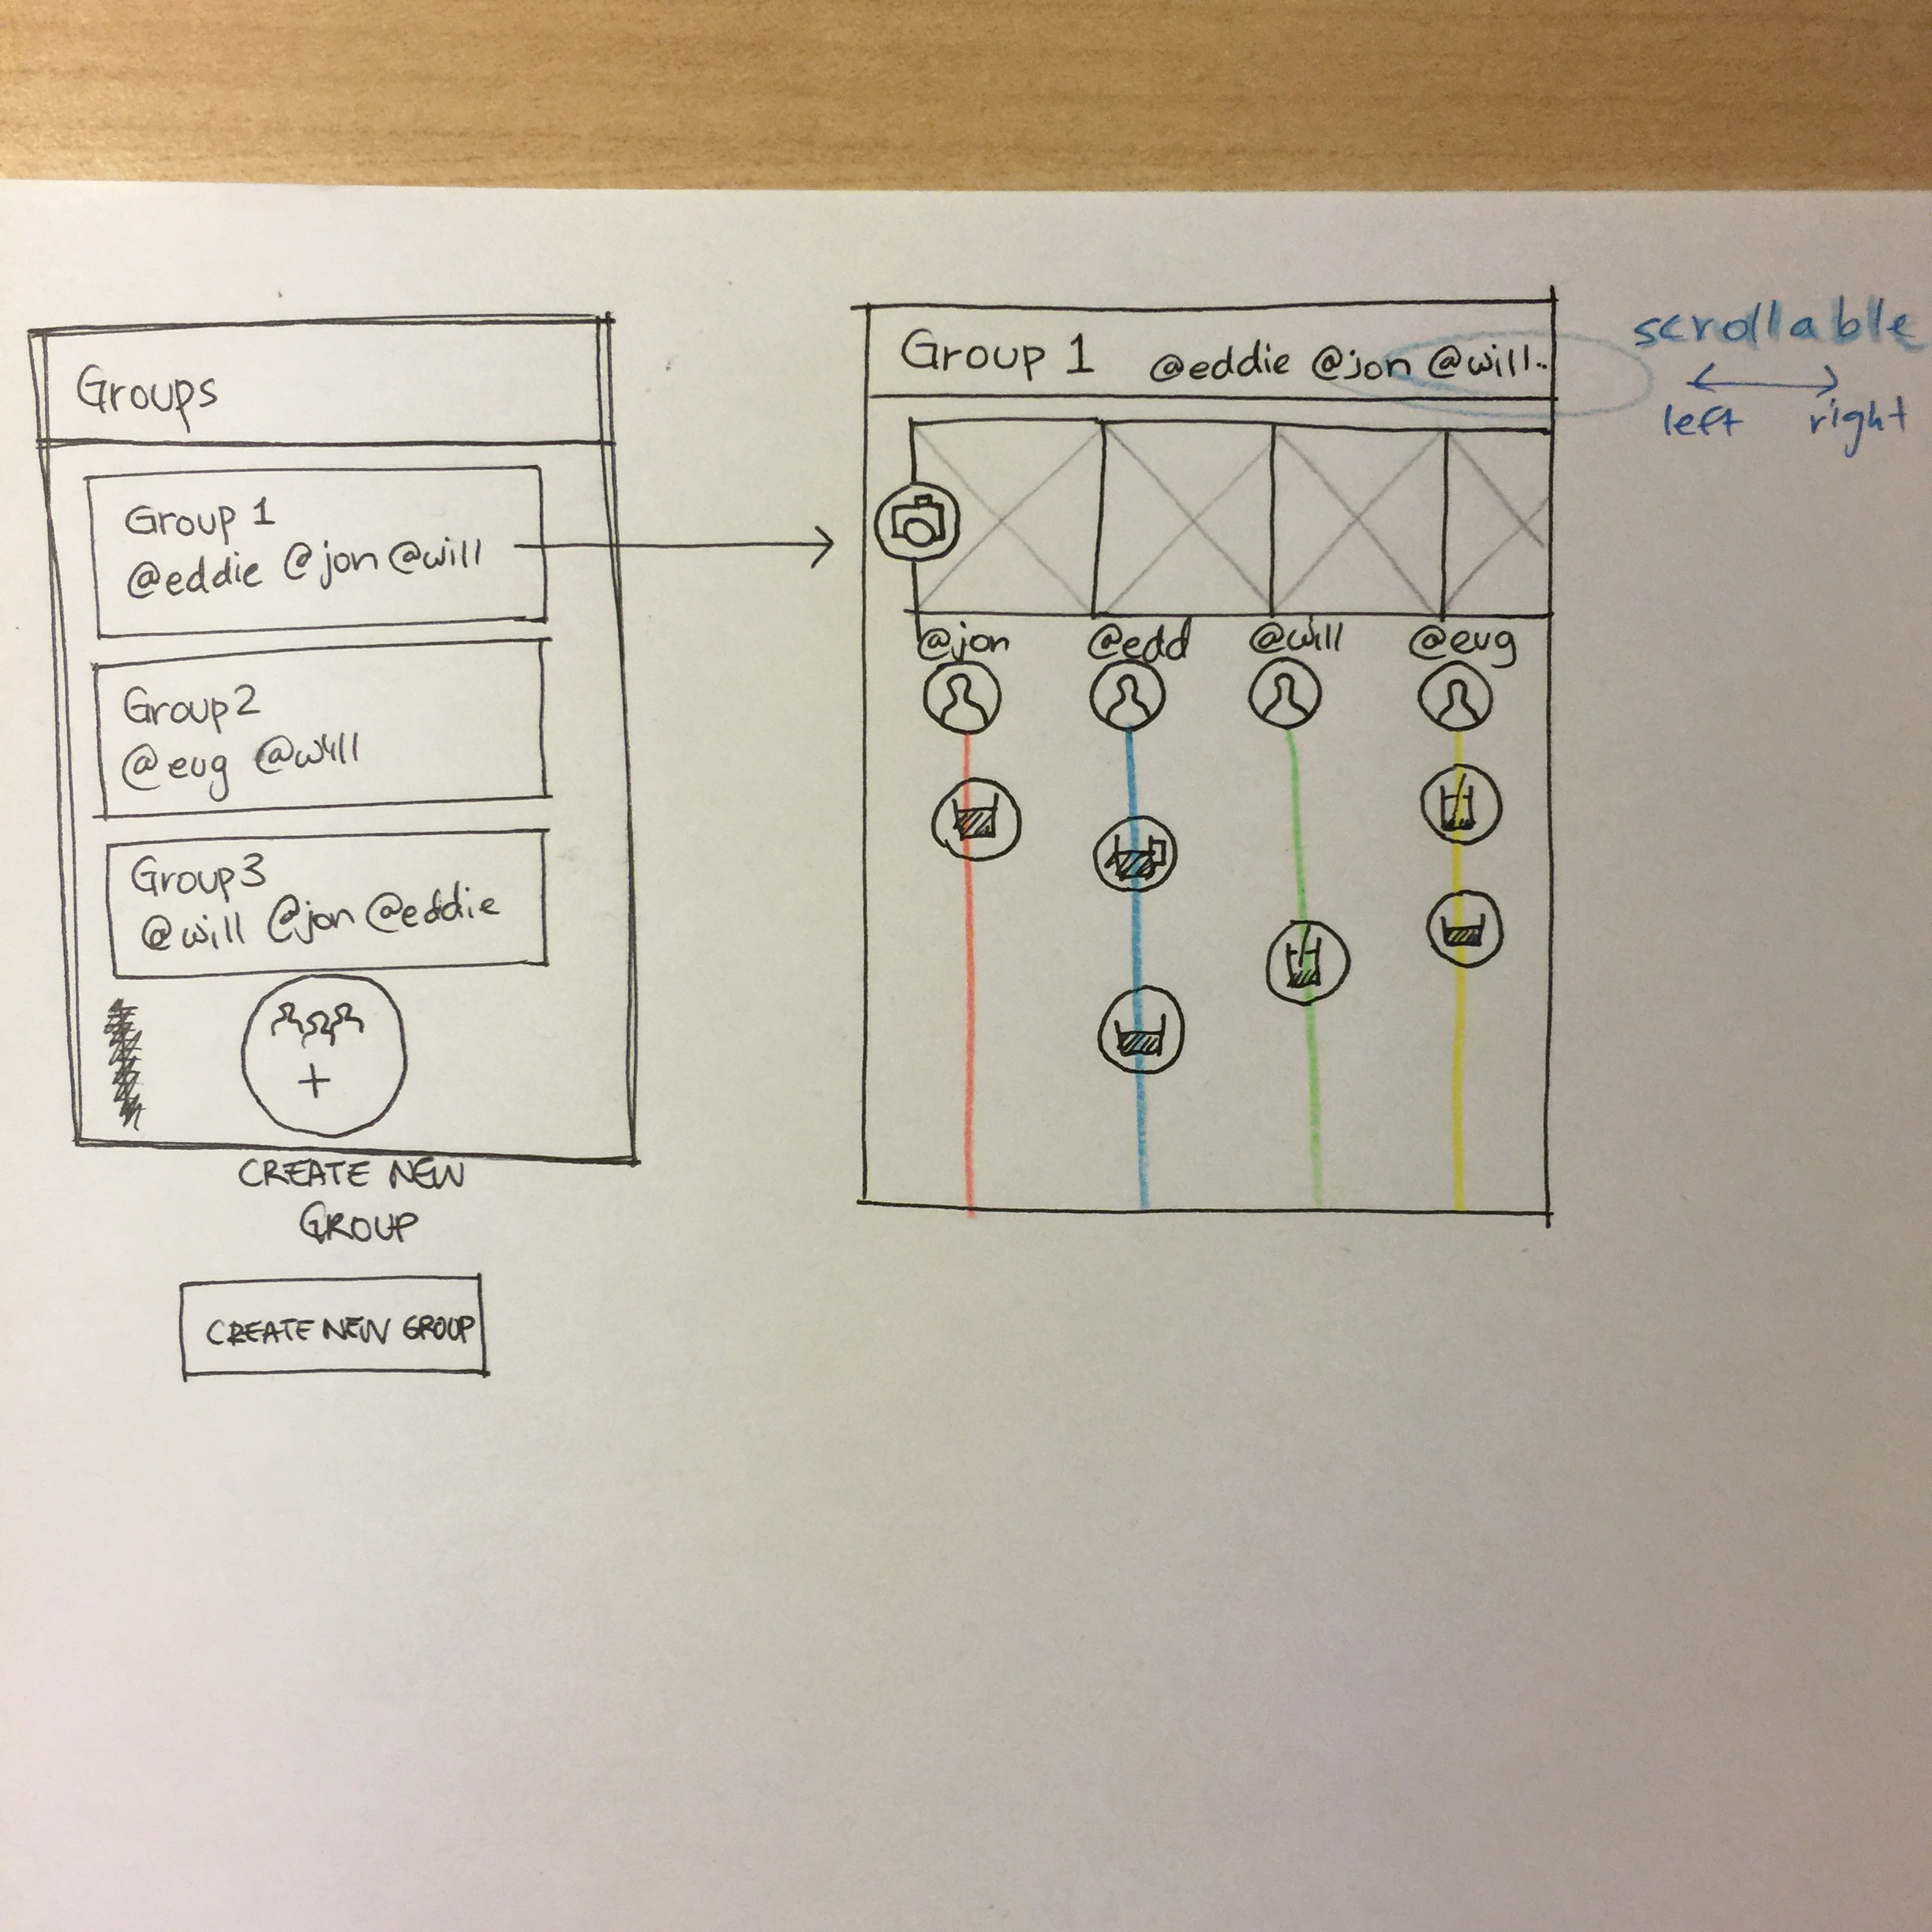 Groups
Group 1
@eddie @jon @will
Group 2
@eug @will
Group 3
@will @jon @eddie
+
CREATE NEW
GROUP
CREATE NEW GROUP
Group 1 @eddie @jon @will..
@jon @edd @will @eug
scrollable
left right